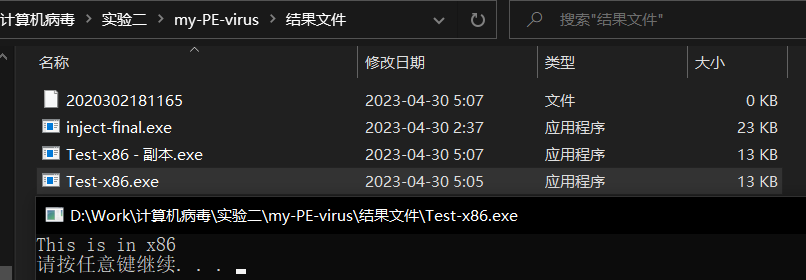 计算机病毒 > 实验二 > my-PE-virus > 结果文件 搜索"结果文件"
名称 修改日期 类型 大小
2020302181165 2023-04-30 5:07 文件 0 KB
inject-final.exe 2023-04-30 2:37 应用程序 23 KB
Test-x86 - 副本.exe 2023-04-30 5:07 应用程序 13 KB
Test-x86.exe 2023-04-30 5:05 应用程序 13 KB
D:\Work\计算机病毒\实验二\my-PE-virus\结果文件\Test-x86.exe
This is in x86
请按任意键继续. . .